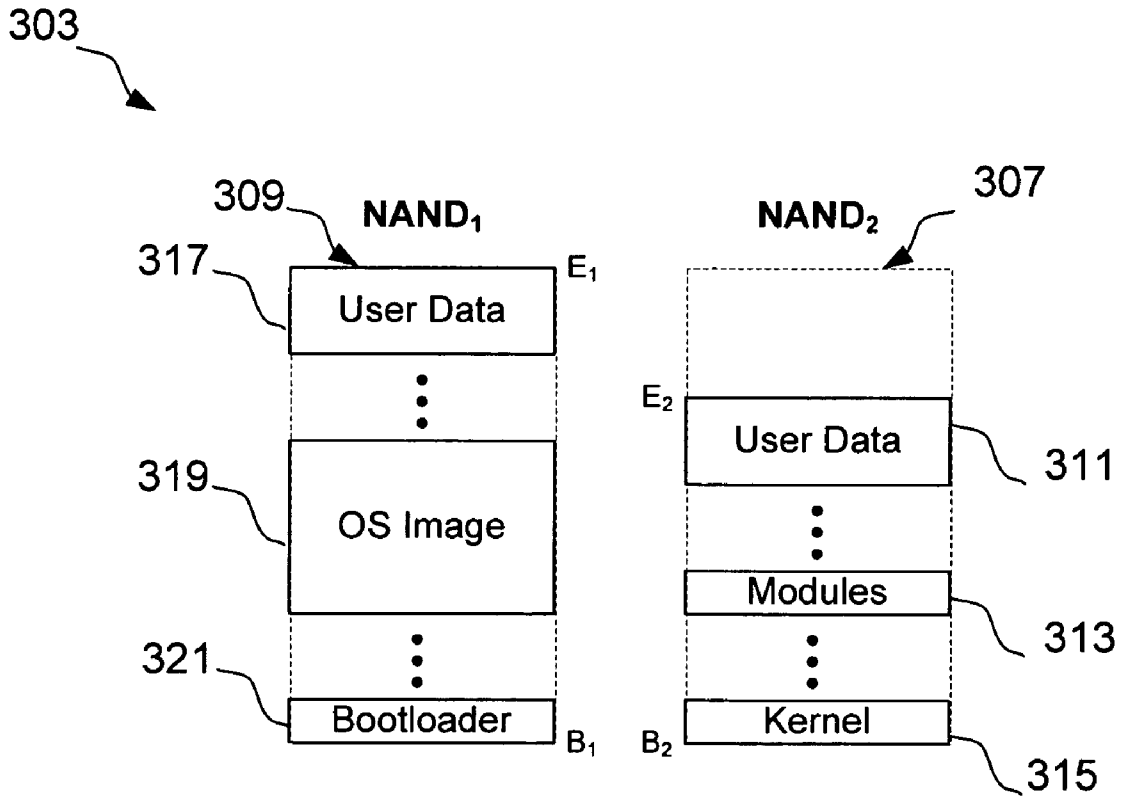 303
309
NAND₁
NAND₂
307
317
E₁
User Data
E₂
User Data
311
319
OS Image
Modules
313
321
Bootloader
B₁
B₂
Kernel
315